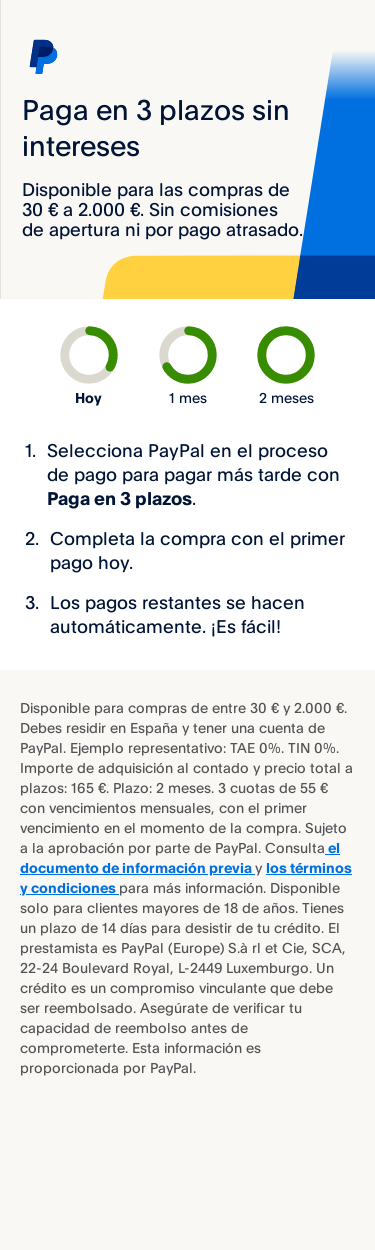 Paga en 3 plazos sin
intereses
Disponible para las compras de
30 € a 2.000 €. Sin comisiones
de apertura ni por pago atrasado.
Hoy
1 mes
2 meses
1. Selecciona PayPal en el proceso
de pago para pagar más tarde con
Paga en 3 plazos.
2. Completa la compra con el primer
pago hoy.
3. Los pagos restantes se hacen
automáticamente. ¡Es fácil!
Disponible para compras de entre 30 € y 2.000 €.
Debes residir en España y tener una cuenta de
PayPal. Ejemplo representativo: TAE 0%. TIN 0%.
Importe de adquisición al contado y precio total a
plazos: 165 €. Plazo: 2 meses. 3 cuotas de 55 €
con vencimientos mensuales, con el primer
vencimiento en el momento de la compra. Sujeto
a la aprobación por parte de PayPal. Consulta el
documento de información previa y los términos
y condiciones para más información. Disponible
solo para clientes mayores de 18 de años. Tienes
un plazo de 14 días para desistir de tu crédito. El
prestamista es PayPal (Europe) S.à rl et Cie, SCA,
22-24 Boulevard Royal, L-2449 Luxemburgo. Un
crédito es un compromiso vinculante que debe
ser reembolsado. Asegúrate de verificar tu
capacidad de reembolso antes de
comprometerte. Esta información es
proporcionada por PayPal.